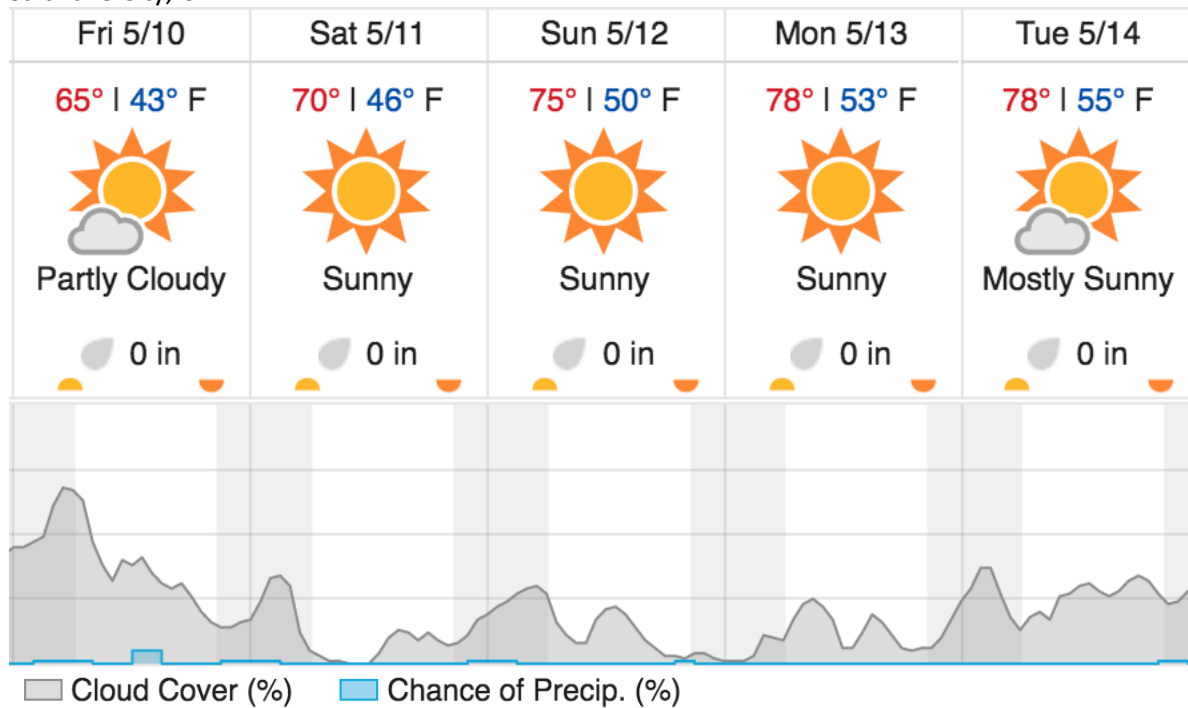 Fri 5/10 Sat 5/11 Sun 5/12 Mon 5/13 Tue 5/14
65° | 43° F 70° | 46° F 75° | 50° F 78° | 53° F 78° | 55° F
Partly Cloudy Sunny Sunny Sunny Mostly Sunny
0 in 0 in 0 in 0 in 0 in
Cloud Cover (%) Chance of Precip. (%)